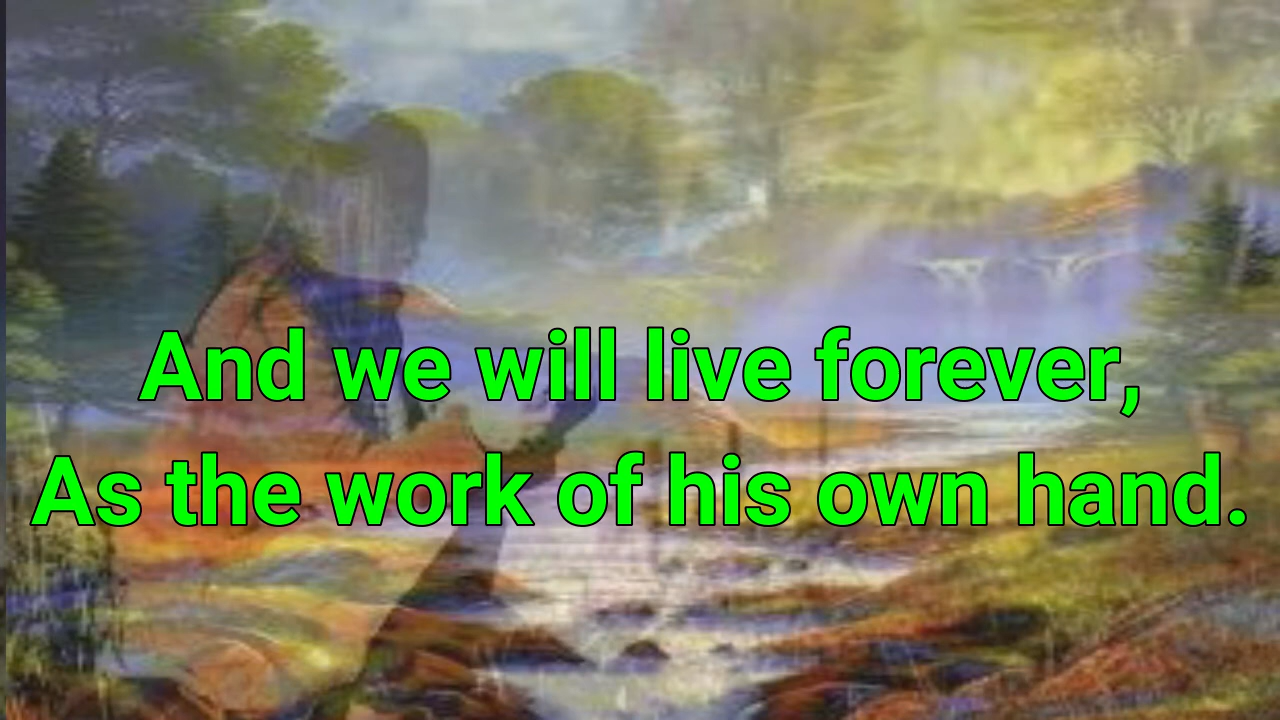 And we will live forever,
As the work of his own hand.